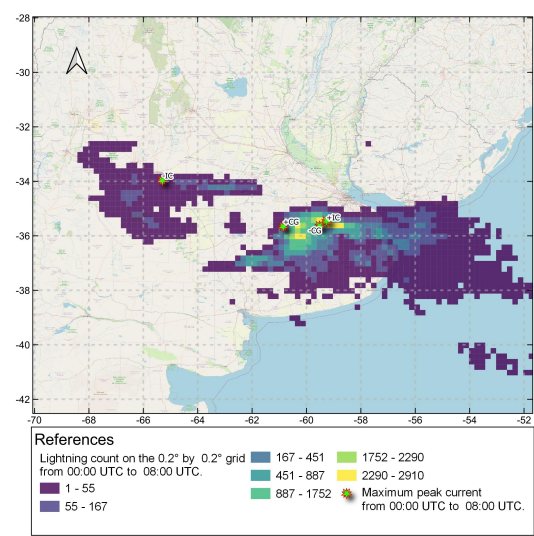 -28
-30
-32
-34
-36
-38
-40
-42
-IC
+CG
+IC
-CG
-70 -68 -66 -64 -62 -60 -58 -56 -54 -52
References
Lightning count on the 0.2° by 0.2° grid
from 00:00 UTC to 08:00 UTC.
1 - 55
55 - 167
167 - 451
451 - 887
887 - 1752
1752 - 2290
2290 - 2910
Maximum peak current
from 00:00 UTC to 08:00 UTC.